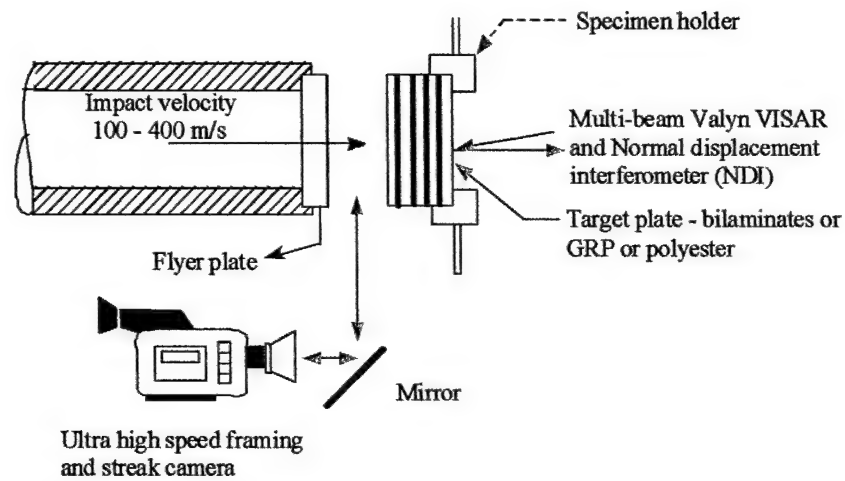 Specimen holder
Impact velocity
100 - 400 m/s
Multi-beam Valyn VISAR
and Normal displacement
interferometer (NDI)
Target plate - bilaminates or
GRP or polyester
Flyer plate
Mirror
Ultra high speed framing
and streak camera